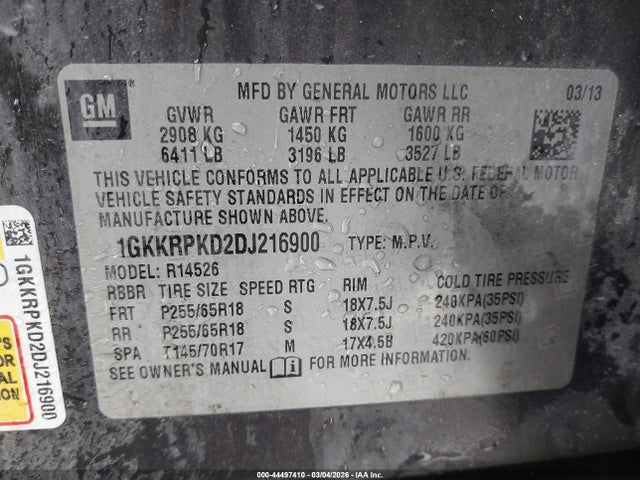 GM
MFD BY GENERAL MOTORS LLC 03/13
GVWR GAWR FRT GAWR RR
2908 KG 1450 KG 1600 KG
6411 LB 3196 LB 3527 LB
THIS VEHICLE CONFORMS TO ALL APPLICABLE U.S. FEDERAL MOTOR
VEHICLE SAFETY STANDARDS IN EFFECT ON THE DATE OF
MANUFACTURE SHOWN ABOVE.
1GKKRPKD2DJ216900 TYPE: M.P.V.
MODEL: R14526
RBBR TIRE SIZE SPEED RTG RIM COLD TIRE PRESSURE
FRT P255/65R18 S 18X7.5J 240KPA(35PSI)
RR P255/65R18 S 18X7.5J 240KPA(35PSI)
SPA T145/70R17 M 17X4.5B 420KPA(60PSI)
SEE OWNER'S MANUAL FOR MORE INFORMATION.
1GKKRPKD2DJ216900
000-44497410 - 03/04/2026 - IAA, Inc.